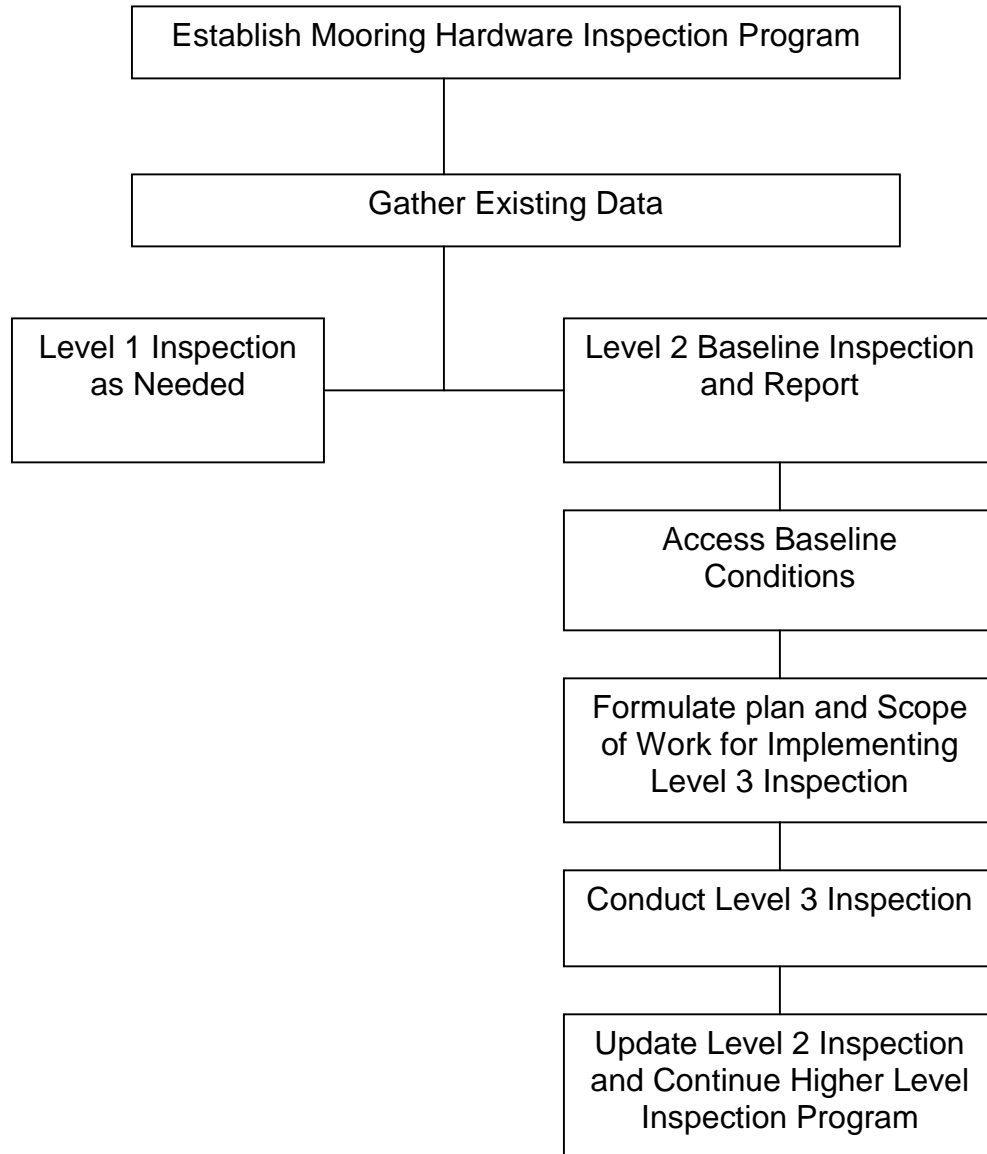 Establish Mooring Hardware Inspection Program
Gather Existing Data
Level 1 Inspection
as Needed
Level 2 Baseline Inspection
and Report
Access Baseline
Conditions
Formulate plan and Scope
of Work for Implementing
Level 3 Inspection
Conduct Level 3 Inspection
Update Level 2 Inspection
and Continue Higher Level
Inspection Program